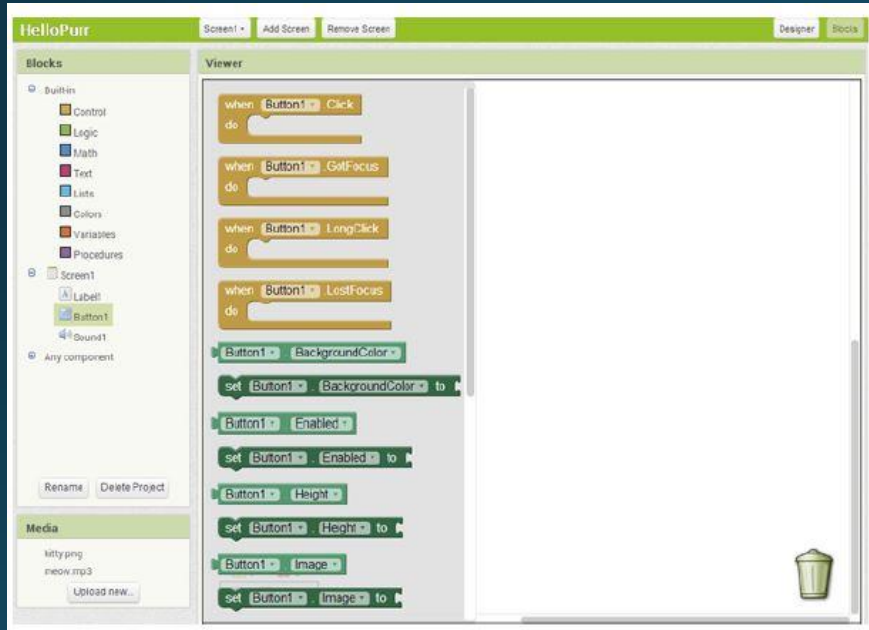 HelloPurr
Screen1 Add Screen Remove Screen Designer Blocks
Blocks
Built-in
Control
Logic
Math
Text
Lists
Colors
Variables
Procedures
Screen1
Label1
Button1
Sound1
Any component
Rename Delete Project
Media
kitty.png
meow.mp3
Upload new...
Viewer
when Button1 .Click
do
when Button1 .GotFocus
do
when Button1 .LongClick
do
when Button1 .LostFocus
do
Button1 . BackgroundColor
set Button1 . BackgroundColor to
Button1 . Enabled
set Button1 . Enabled to
Button1 . Height
set Button1 . Height to
Button1 . Image
set Button1 . Image to